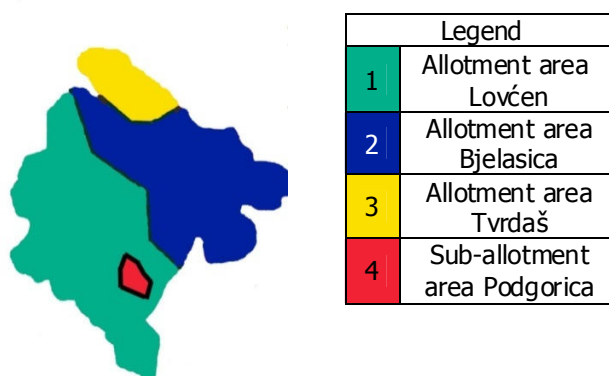 Legend
1
Allotment area
Lovćen
2
Allotment area
Bjelasica
3
Allotment area
Tvrdaš
4
Sub-allotment
area Podgorica